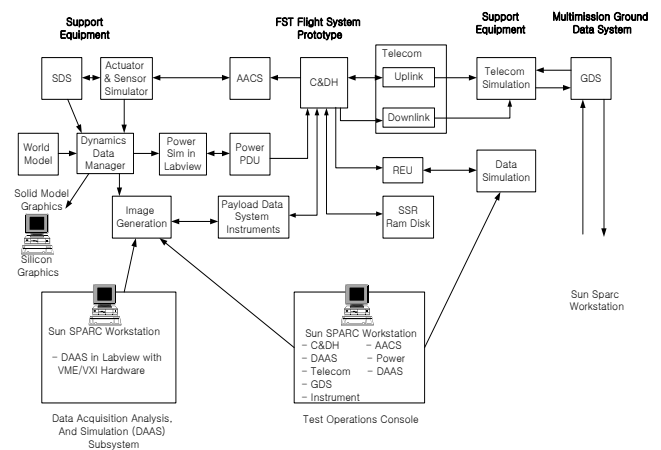 Support
Equipment
FST Flight System
Prototype
Support
Equipment
Multimission Ground
Data System
SDS
Actuator
& Sensor
Simulator
AACS
C&DH
Telecom
Uplink
Downlink
Telecom
Simulation
GDS
World
Model
Dynamics
Data
Manager
Power
Sim in
Labview
Power
PDU
REU
Data
Simulation
Solid Model
Graphics
Silicon
Graphics
Image
Generation
Payload Data
System
Instruments
SSR
Ram Disk
Sun Sparc
Workstation
Sun SPARC Workstation
- DAAS in Labview with
VME/VXI Hardware
Sun SPARC Workstation
- C&DH - AACS
- DAAS - Power
- Telecom - DAAS
- GDS
- Instrument
Data Acquisition Analysis,
And Simulation (DAAS)
Subsystem
Test Operations Console